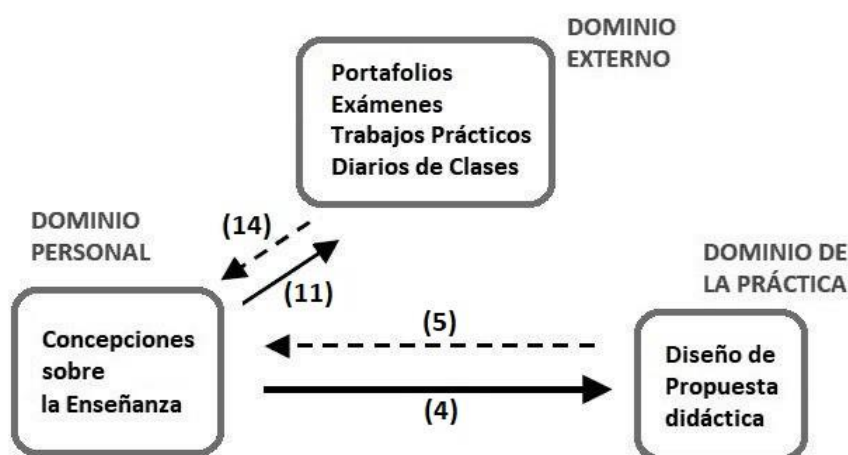 DOMINIO
EXTERNO
Portafolios
Exámenes
Trabajos Prácticos
Diarios de Clases
DOMINIO
PERSONAL
(14)
(11)
DOMINIO DE
LA PRÁCTICA
Concepciones
sobre
la Enseñanza
(5)
(4)
Diseño de
Propuesta
didáctica